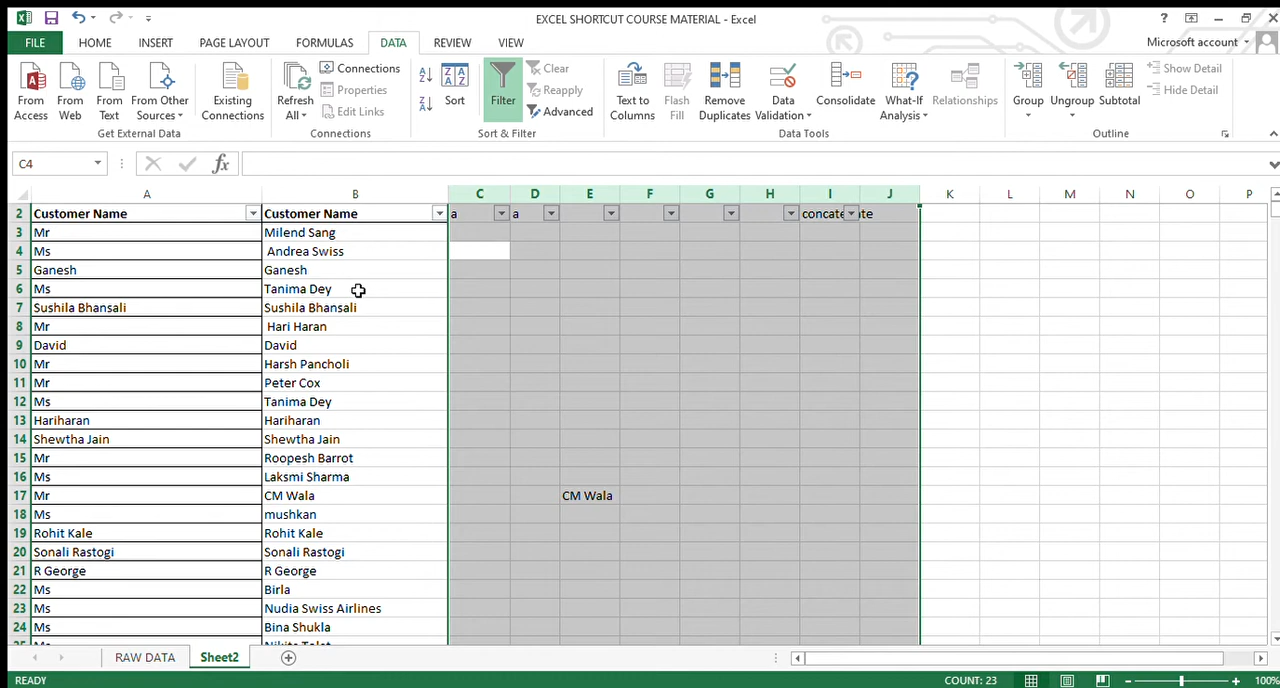 EXCEL SHORTCUT COURSE MATERIAL - Excel
?
FILE HOME INSERT PAGE LAYOUT FORMULAS DATA REVIEW VIEW Microsoft account
From Access From Web From Text From Other Sources Existing Connections
Get External Data
Refresh All Connections Properties Edit Links
Connections
Sort Filter Clear Reapply Advanced
Sort & Filter
Text to Columns Flash Fill Remove Duplicates Data Validation Consolidate What-If Analysis Relationships
Data Tools
Group Ungroup Subtotal Show Detail Hide Detail
Outline
C4 fx
A B C D E F G H I J K L M N O P
2 Customer Name Customer Name a a concate te
3 Mr Milend Sang
4 Ms Andrea Swiss
5 Ganesh Ganesh
6 Ms Tanima Dey
7 Sushila Bhansali Sushila Bhansali
8 Mr Hari Haran
9 David David
10 Mr Harsh Pancholi
11 Mr Peter Cox
12 Ms Tanima Dey
13 Hariharan Hariharan
14 Shewtha Jain Shewtha Jain
15 Mr Roopesh Barrot
16 Ms Laksmi Sharma
17 Mr CM Wala CM Wala
18 Ms mushkan
19 Rohit Kale Rohit Kale
20 Sonali Rastogi Sonali Rastogi
21 R George R George
22 Ms Birla
23 Ms Nudia Swiss Airlines
24 Ms Bina Shukla
RAW DATA Sheet2
READY COUNT: 23 100%